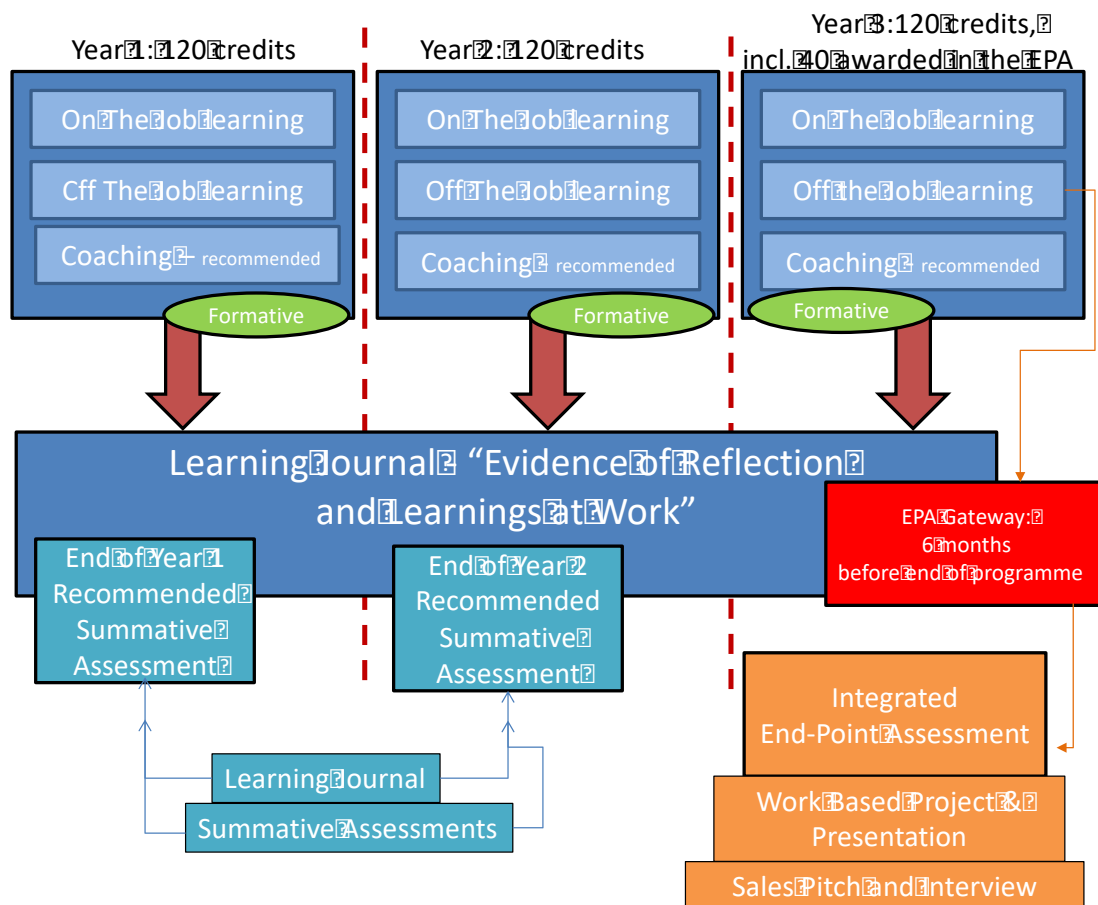 Year 1: 120 credits
Year 2: 120 credits
Year 3:120 credits,
incl. 40 awarded in the EPA
On The Job learning
On The Job learning
On The Job learning
Cff The Job learning
Off The Job learning
Off the Job learning
Coaching – recommended
Coaching - recommended
Coaching - recommended
Formative
Formative
Formative
Learning Journal - “Evidence of Reflection
and Learnings at Work”
EPA Gateway:
6 months
before end of programme
End of Year 1
Recommended
Summative
Assessment
End of Year 2
Recommended
Summative
Assessment
Integrated
End-Point Assessment
Learning Journal
Summative Assessments
Work Based Project &
Presentation
Sales Pitch and Interview